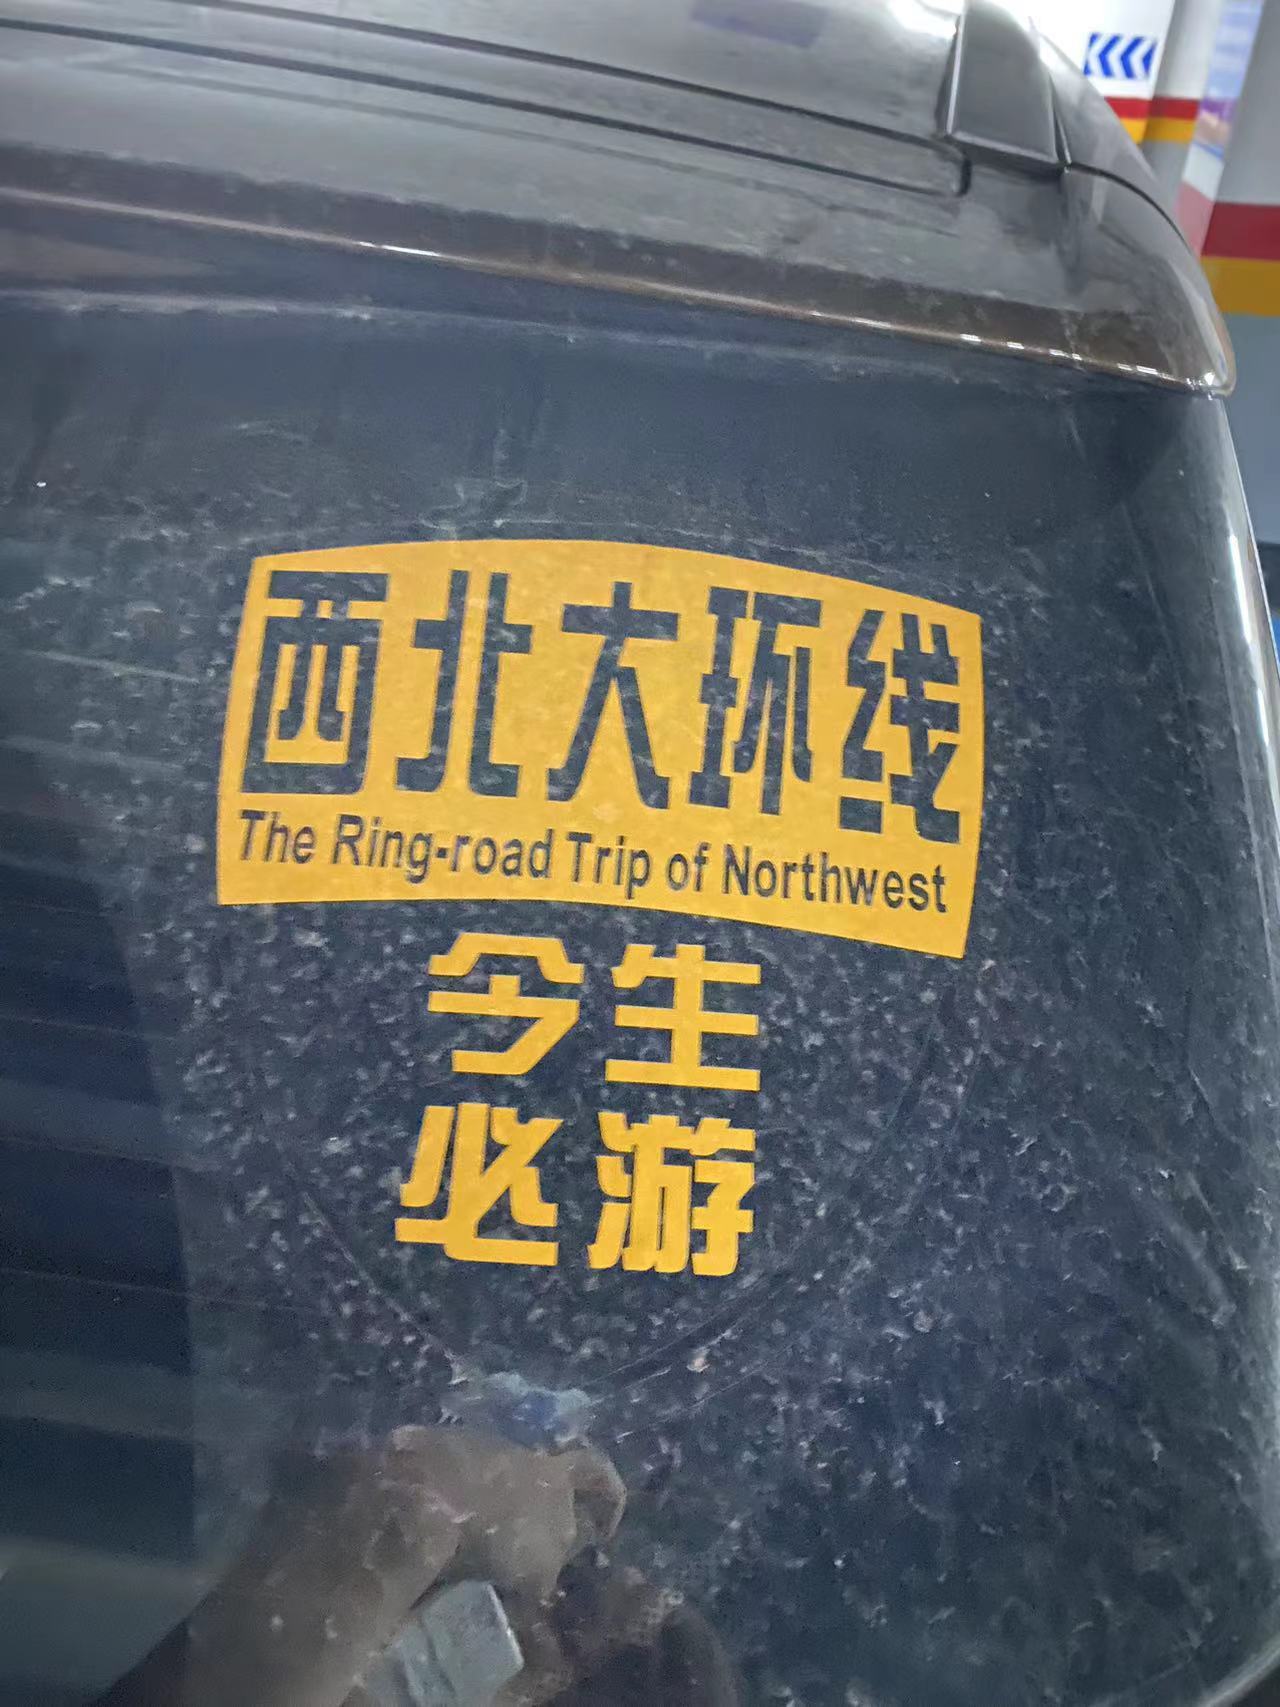 西北大环线
The Ring-road Trip of Northwest
今生
必游